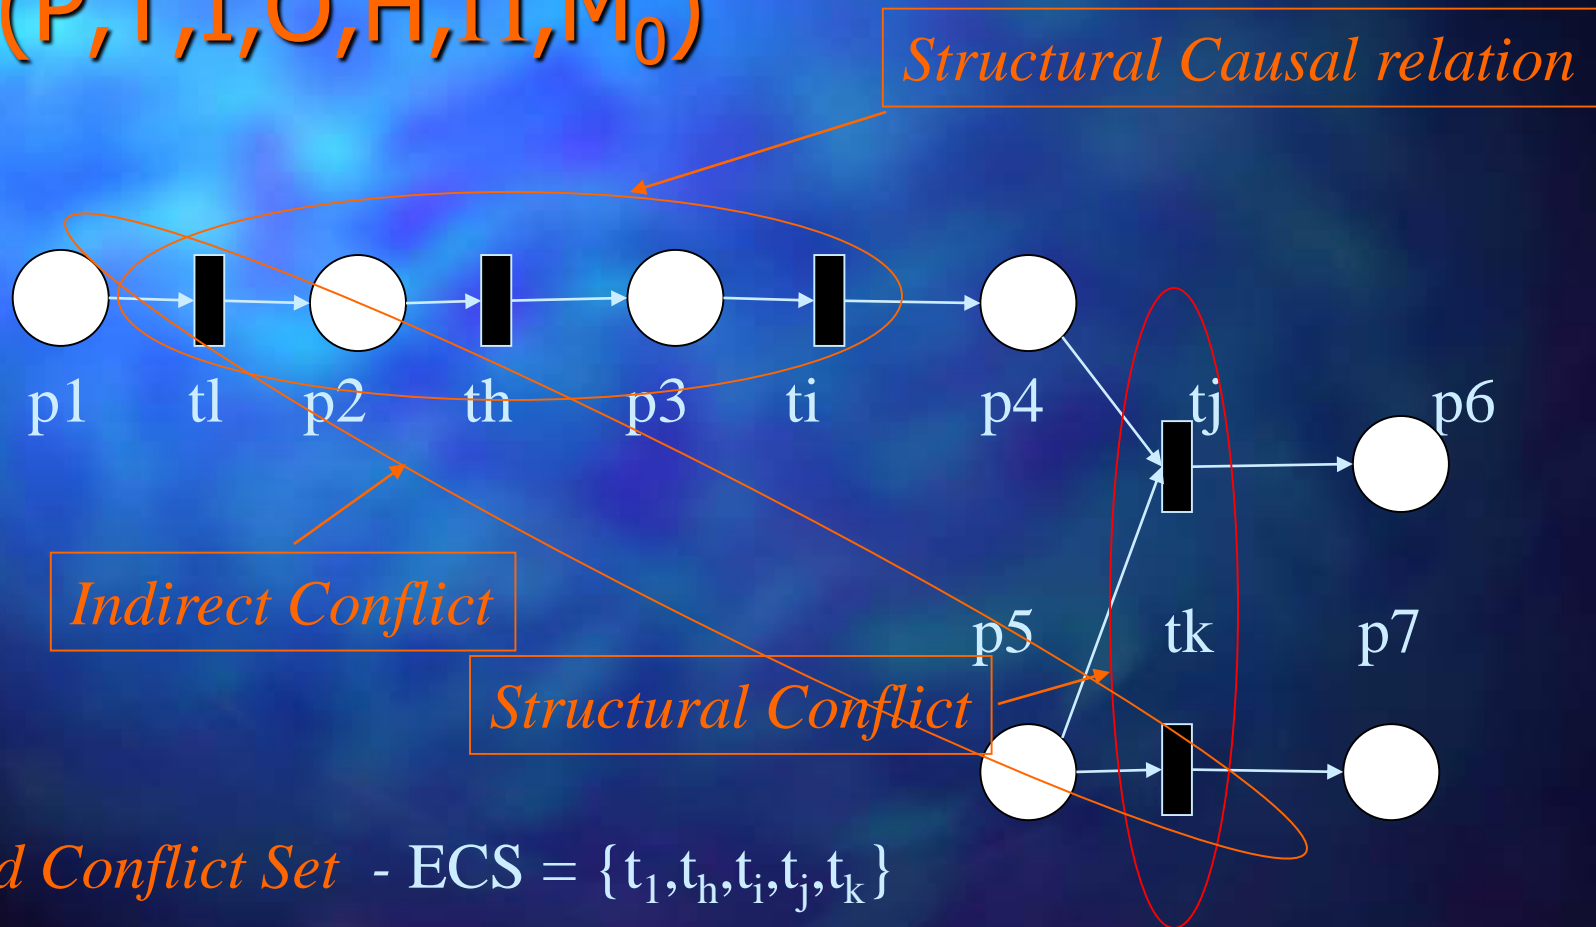 (P,T,I,O,H,Π,M0)
Structural Causal relation
p1 tl p2 th p3 ti p4 tj p6
Indirect Conflict
p5 tk p7
Structural Conflict
d Conflict Set - ECS = {t1,th,ti,tj,tk}